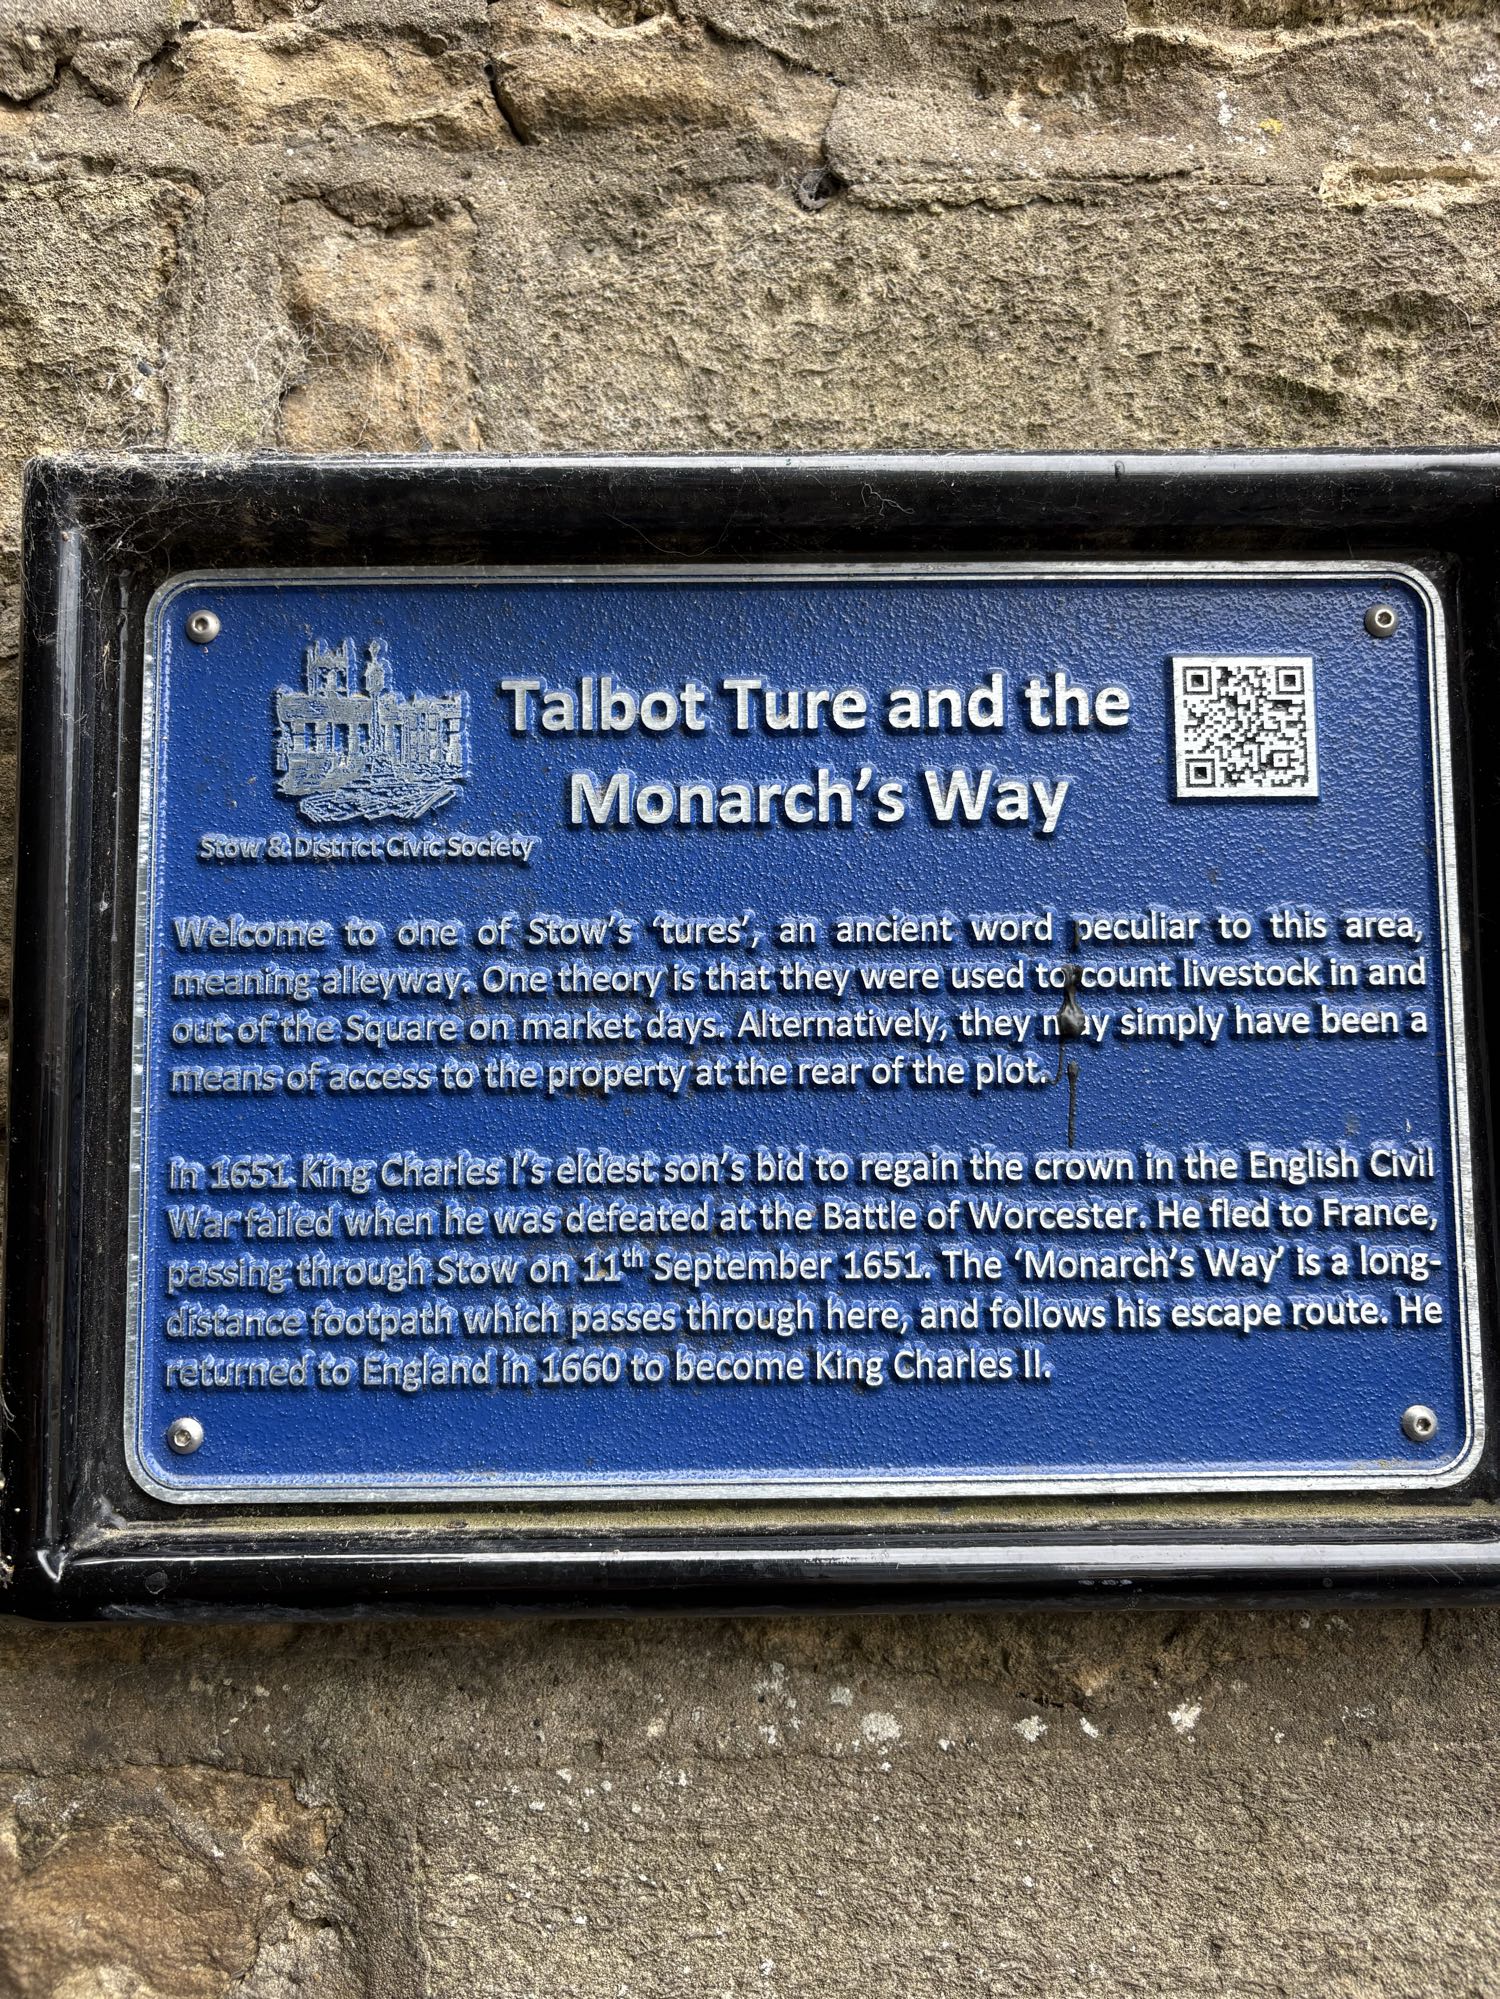 Talbot Ture and the
Monarch's Way
Stow & District Civic Society
Welcome to one of Stow's 'tures', an ancient word peculiar to this area,
meaning alleyway. One theory is that they were used to count livestock in and
out of the Square on market days. Alternatively, they may simply have been a
means of access to the property at the rear of the plot.
In 1651 King Charles I's eldest son's bid to regain the crown in the English Civil
War failed when he was defeated at the Battle of Worcester. He fled to France,
passing through Stow on 11th September 1651. The 'Monarch's Way' is a long-
distance footpath which passes through here, and follows his escape route. He
returned to England in 1660 to become King Charles II.